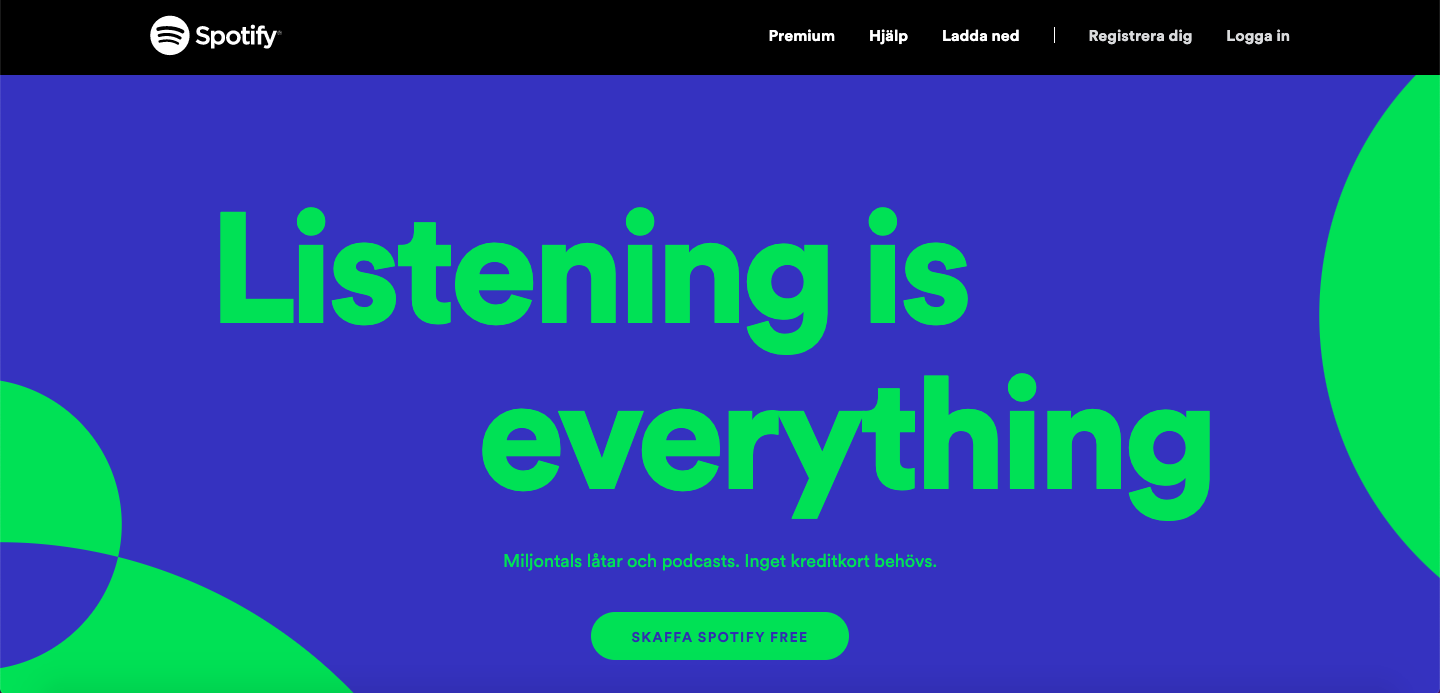 Spotify®
Premium Hjälp Ladda ned | Registrera dig Logga in
Listening is
everything
Miljontals låtar och podcasts. Inget kreditkort behövs.
SKAFFA SPOTIFY FREE